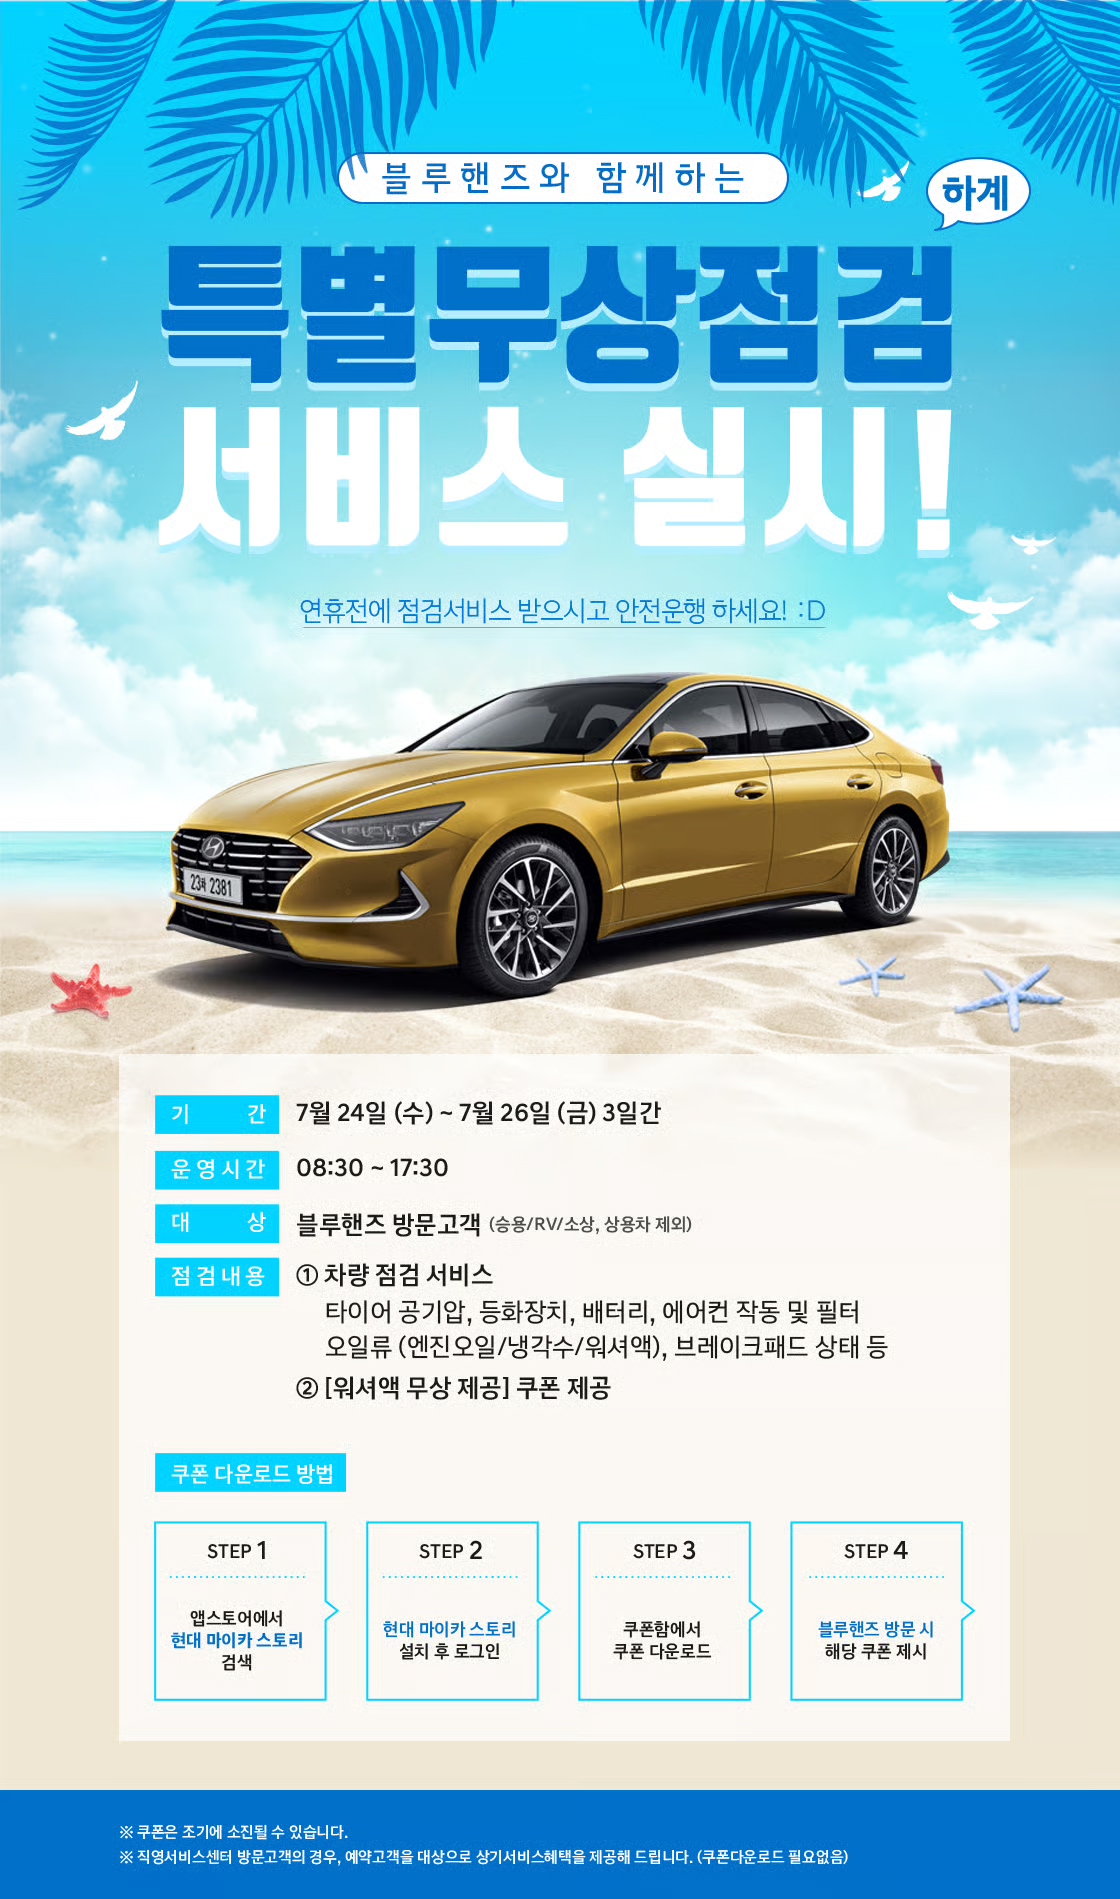 블루핸즈와 함께하는
하계
특별무상점검
서비스 실시!
연휴전에 점검서비스 받으시고 안전운행 하세요! :D
23하 2381
기 간 7월 24일 (수) ~ 7월 26일 (금) 3일간
운영시간 08:30 ~ 17:30
대 상 블루핸즈 방문고객 (승용/RV/소상, 상용차 제외)
점검내용 ① 차량 점검 서비스
타이어 공기압, 등화장치, 배터리, 에어컨 작동 및 필터
오일류 (엔진오일/냉각수/워셔액), 브레이크패드 상태 등
② [워셔액 무상 제공] 쿠폰 제공
쿠폰 다운로드 방법
STEP 1
앱스토어에서
현대 마이카 스토리
검색
STEP 2
현대 마이카 스토리
설치 후 로그인
STEP 3
쿠폰함에서
쿠폰 다운로드
STEP 4
블루핸즈 방문 시
해당 쿠폰 제시
※ 쿠폰은 조기에 소진될 수 있습니다.
※ 직영서비스센터 방문고객의 경우, 예약고객을 대상으로 상기서비스혜택을 제공해 드립니다. (쿠폰다운로드 필요없음)